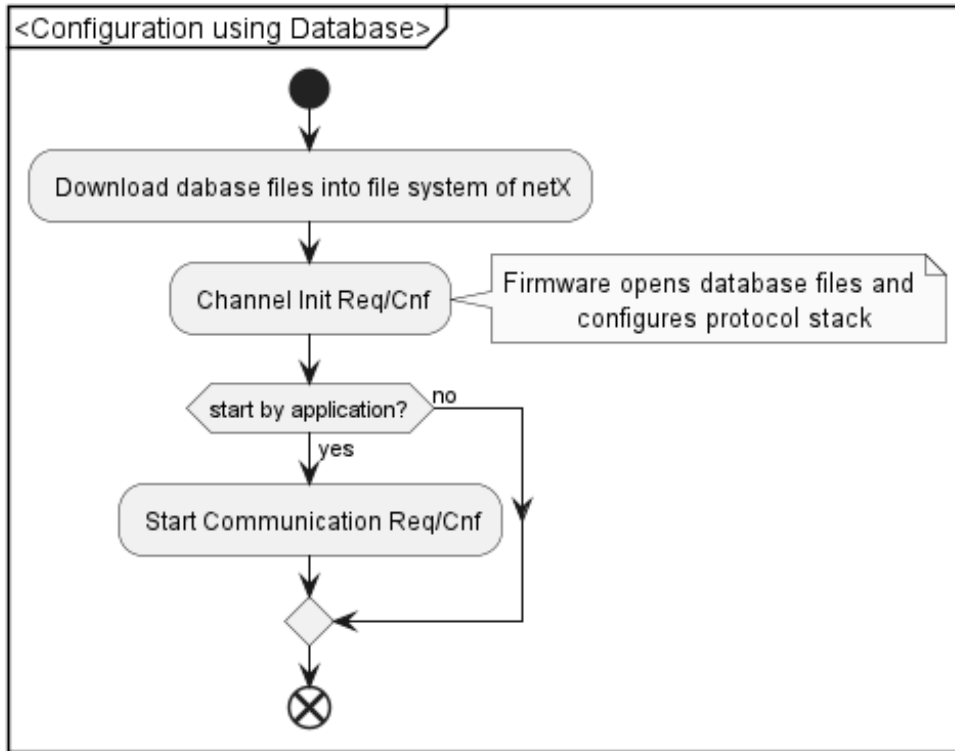 <Configuration using Database>
Download dabase files into file system of netX
Channel Init Req/Cnf
Firmware opens database files and
configures protocol stack
start by application?
no
yes
Start Communication Req/Cnf